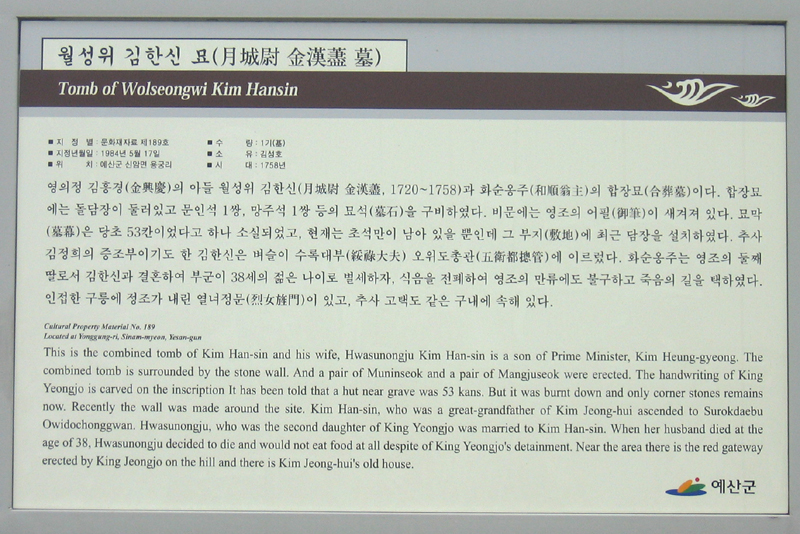 월성위 김한신 묘(月城尉 金漢藎 墓)
Tomb of Wolseongwi Kim Hansin
■ 지 정 별 : 문화재자료 제189호 ■ 수 량 : 1기(墓)
■ 지정년월일 : 1984년 5월 17일 ■ 소 유 : 김성호
■ 위 치 : 예산군 신암면 용궁리 ■ 시 대 : 1758년
영의정 김흥경(金興慶)의 아들 월성위 김한신(月城尉 金漢藎, 1720~1758)과 화순옹주(和順翁主)의 합장묘(合葬墓)이다. 합장묘
에는 돌담장이 둘러있고 문인석 1쌍, 망주석 1쌍 등의 묘석(墓石)을 구비하였다. 비문에는 영조의 어필(御筆)이 새겨져 있다. 묘막
(墓幕)은 당초 53칸이었다고 하나 소실되었고, 현재는 초석만이 남아 있을 뿐인데 그 부지(敷地)에 최근 담장을 설치하였다. 추사
김정희의 증조부이기도 한 김한신은 벼슬이 수록대부(綏祿大夫) 오위도총관(五衛都摠管)에 이르렀다. 화순옹주는 영조의 둘째
딸로서 김한신과 결혼하여 부군이 38세의 젊은 나이로 별세하자, 식음을 전폐하여 영조의 만류에도 불구하고 죽음의 길을 택하였다.
인접한 구릉에 정조가 내린 열녀정문(烈女旌門)이 있고, 추사 고택도 같은 구내에 속해 있다.
Cultural Property Material No. 189
Located at Yonggung-ri, Sinam-myeon, Yesan-gun
This is the combined tomb of Kim Han-sin and his wife, Hwasunongju Kim Han-sin is a son of Prime Minister, Kim Heung-gyeong. The
combined tomb is surrounded by the stone wall. And a pair of Muninseok and a pair of Mangjuseok were erected. The handwriting of King
Yeongjo is carved on the inscription It has been told that a hut near grave was 53 kans. But it was burnt down and only corner stones remains
now. Recently the wall was made around the site. Kim Han-sin, who was a great-grandfather of Kim Jeong-hui ascended to Surokdaebu
Owidochonggwan. Hwasunongju, who was the second daughter of King Yeongjo was married to Kim Han-sin. When her husband died at the
age of 38, Hwasunongju decided to die and would not eat food at all despite of King Yeongjo's detainment. Near the area there is the red gateway
erected by King Jeongjo on the hill and there is Kim Jeong-hui's old house.
예산군